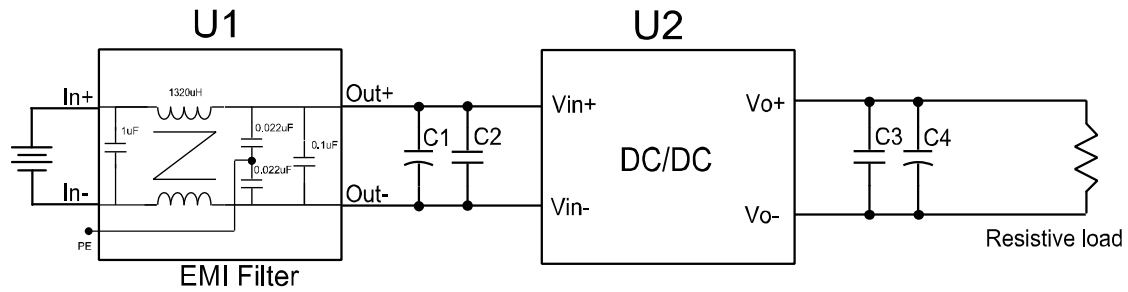 U1
U2
In+
1320uH
Out+
1uF
0.022uF
0.1uF
0.022uF
In-
Out-
PE
EMI Filter
C1
C2
Vin+
Vo+
DC/DC
Vin-
Vo-
C3
C4
Resistive load